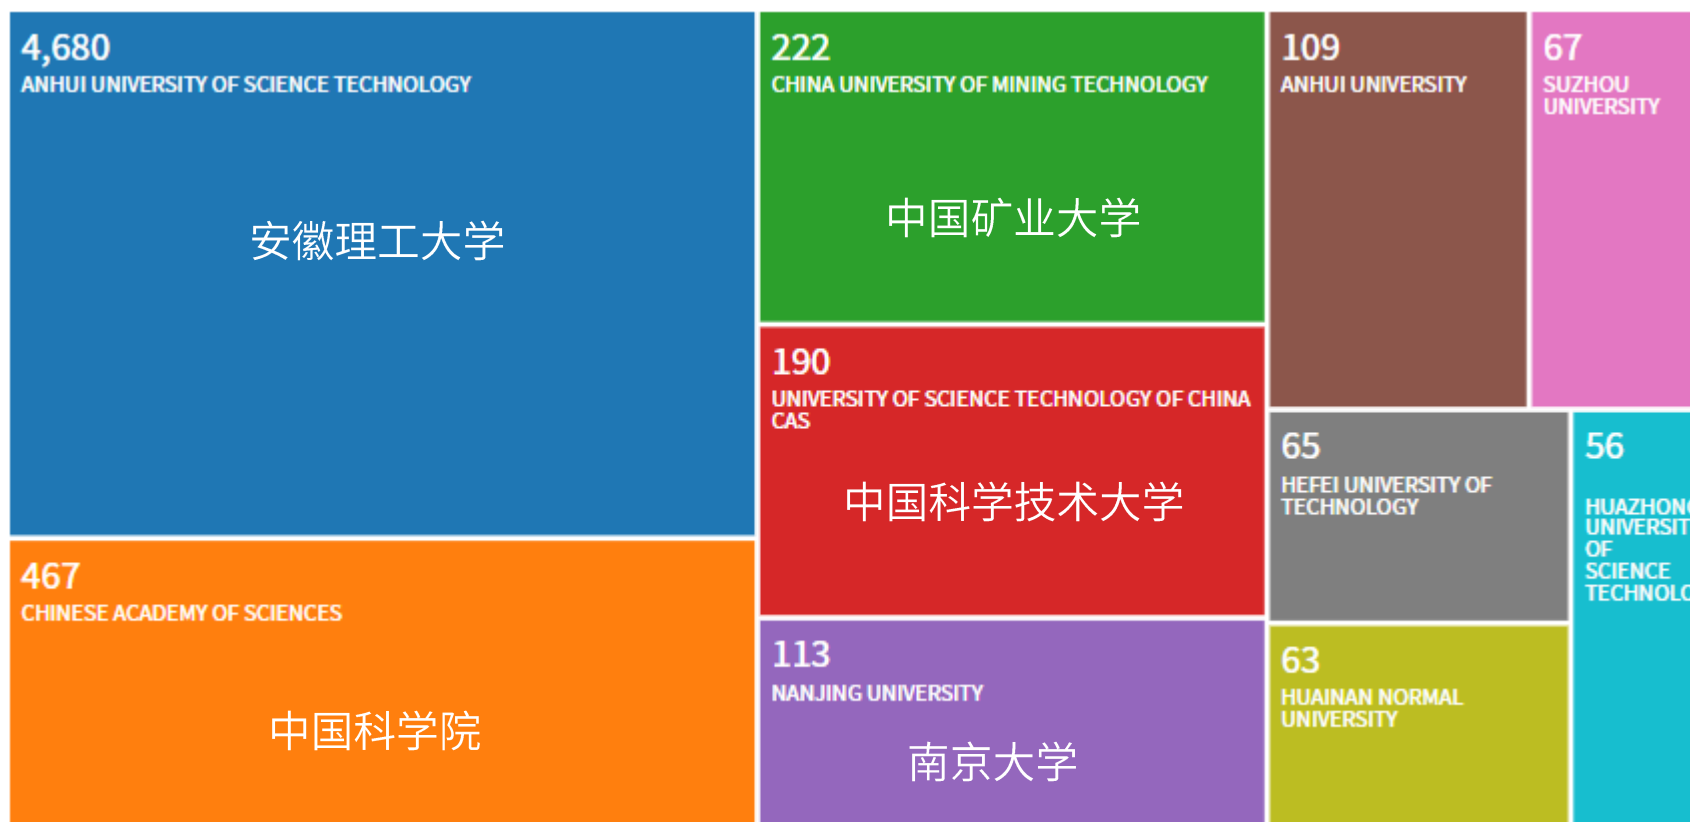 4,680
ANHUI UNIVERSITY OF SCIENCE TECHNOLOGY
安徽理工大学
467
CHINESE ACADEMY OF SCIENCES
中国科学院
222
CHINA UNIVERSITY OF MINING TECHNOLOGY
中国矿业大学
190
UNIVERSITY OF SCIENCE TECHNOLOGY OF CHINA
CAS
中国科学技术大学
113
NANJING UNIVERSITY
南京大学
109
ANHUI UNIVERSITY
67
SUZHOU
UNIVERSITY
65
HEFEI UNIVERSITY OF
TECHNOLOGY
63
HUAINAN NORMAL
UNIVERSITY
56
HUAZHONG
UNIVERSIT
OF
SCIENCE
TECHNOLO